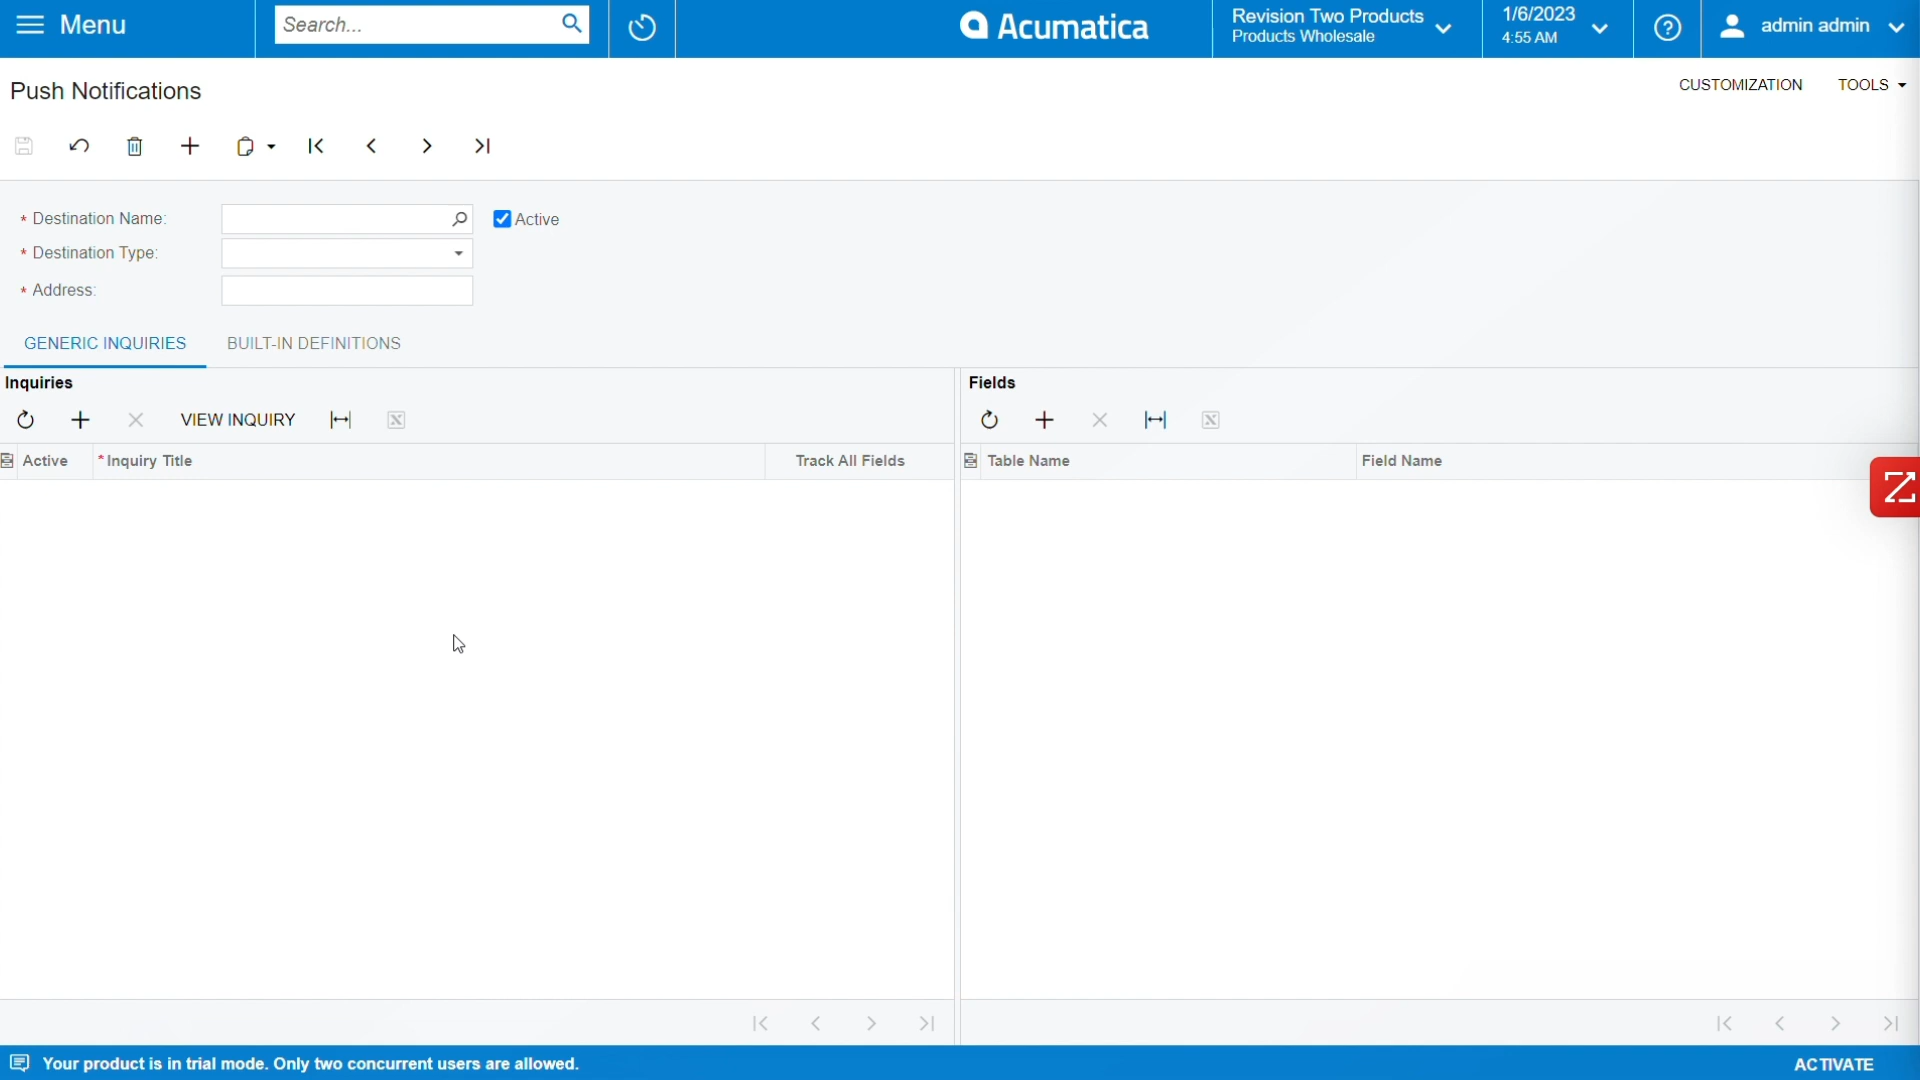 Menu
Search...
Acumatica
Revision Two Products
Products Wholesale
1/6/2023
4:55 AM
admin admin
Push Notifications
CUSTOMIZATION TOOLS
* Destination Name:
Active
* Destination Type:
* Address:
GENERIC INQUIRIES BUILT-IN DEFINITIONS
Inquiries
VIEW INQUIRY
Active * Inquiry Title Track All Fields
Fields
Table Name Field Name
Your product is in trial mode. Only two concurrent users are allowed.
ACTIVATE